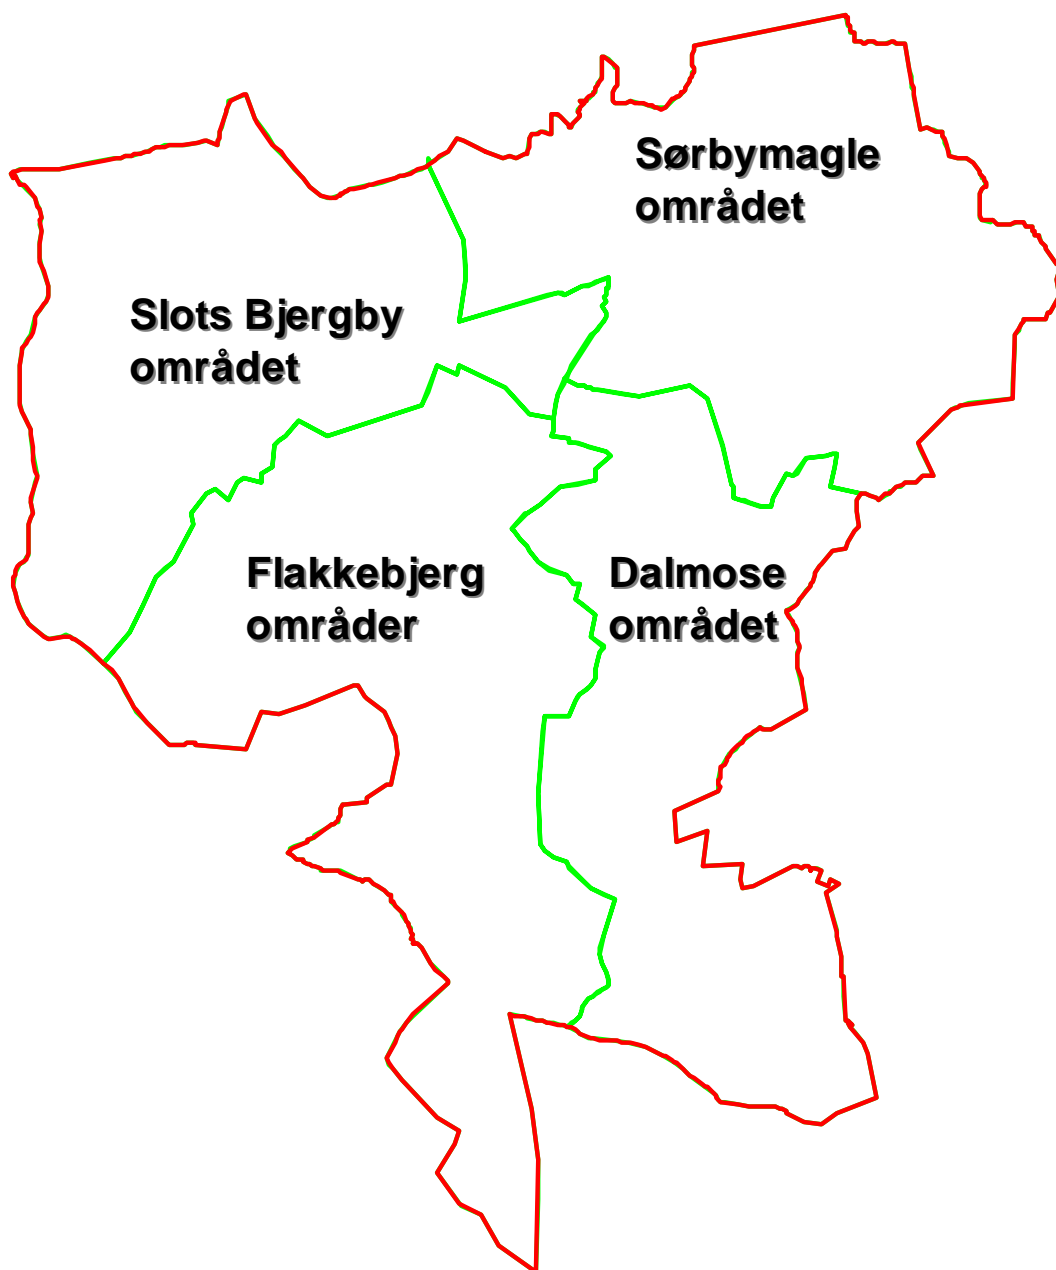 Sørbymagle
området
Slots Bjergby
området
Flakkebjerg
områder
Dalmose
området